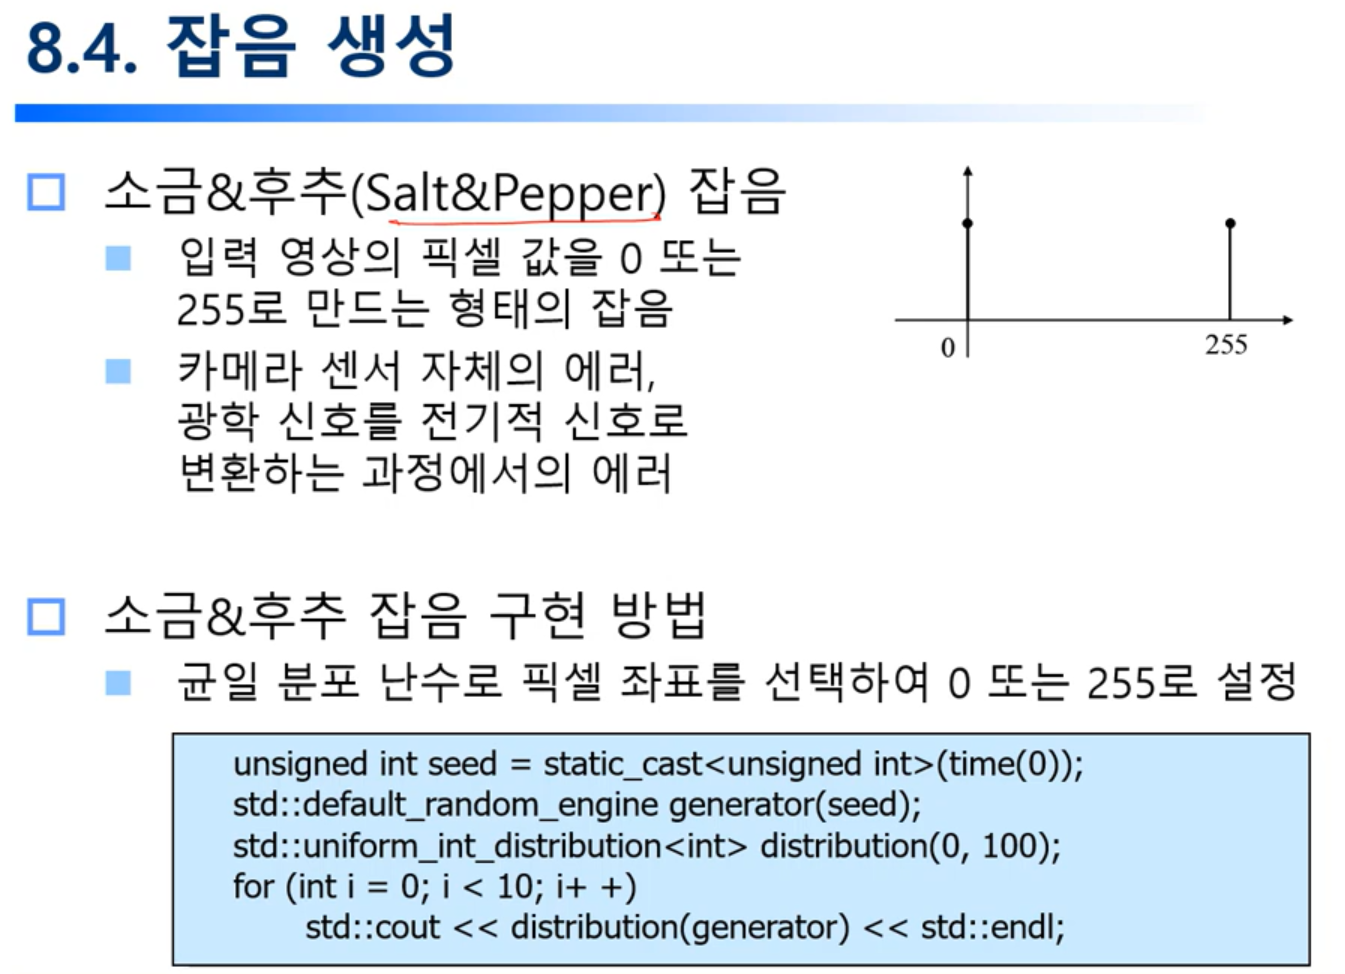 8.4. 잡음 생성
소금&후추(Salt&Pepper) 잡음
입력 영상의 픽셀 값을 0 또는
255로 만드는 형태의 잡음
카메라 센서 자체의 에러,
광학 신호를 전기적 신호로
변환하는 과정에서의 에러
0
255
소금&후추 잡음 구현 방법
균일 분포 난수로 픽셀 좌표를 선택하여 0 또는 255로 설정
unsigned int seed = static_cast<unsigned int>(time(0));
std::default_random_engine generator(seed);
std::uniform_int_distribution<int> distribution(0, 100);
for (int i = 0; i < 10; i+ +)
std::cout << distribution(generator) << std::endl;